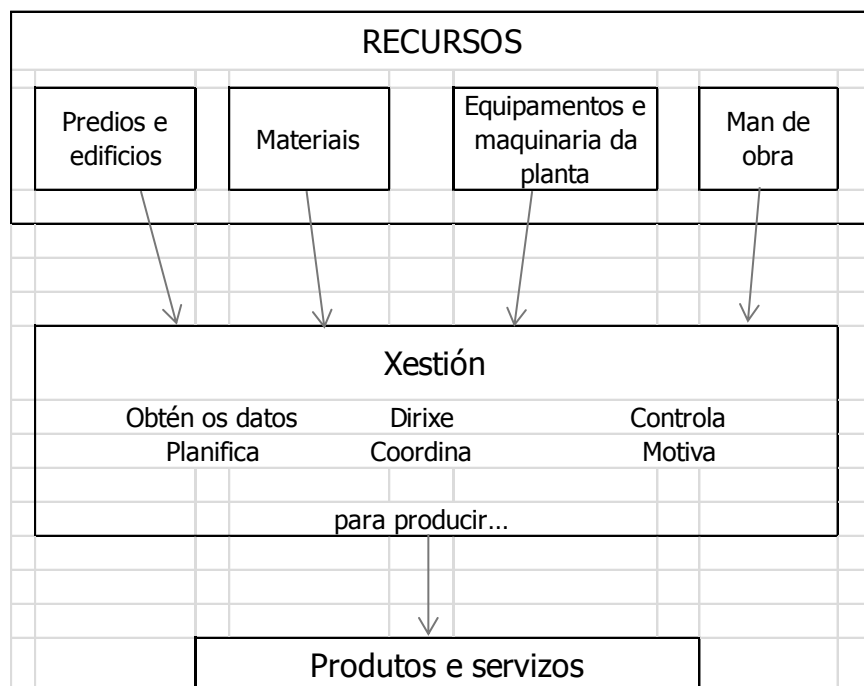 RECURSOS
Predios e
edificios
Materiais
Equipamentos e
maquinaria da
planta
Man de
obra
Xestión
Obtén os datos
Dirixe
Controla
Planifica
Coordina
Motiva
para producir...
Produtos e servizos